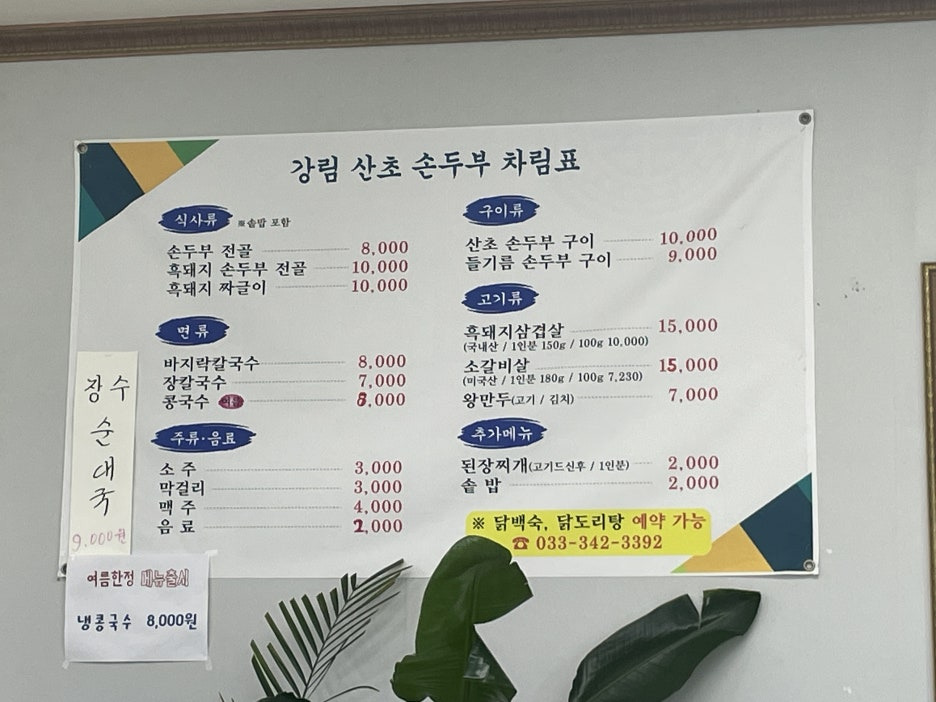 강림 산초 손두부 차림표
식사류 ※솥밥 포함
손두부 전골 8,000
흑돼지 손두부 전골 10,000
흑돼지 짜글이 10,000
면류
바지락칼국수 8,000
장칼국수 7,000
콩국수 8,000
주류·음료
소주 3,000
막걸리 3,000
맥주 4,000
음료 2,000
구이류
산초 손두부 구이 10,000
들기름 손두부 구이 9,000
고기류
흑돼지삼겹살 15,000
(국내산 / 1인분 150g / 100g 10,000)
소갈비살 15,000
(미국산 / 1인분 180g / 100g 7,230)
왕만두(고기 / 김치) 7,000
추가메뉴
된장찌개(고기드신후 / 1인분) 2,000
솥밥 2,000
※ 닭백숙, 닭도리탕 예약 가능
☎ 033-342-3392
장수
순
대
국
9,000원
여름한정 메뉴출시
냉콩국수 8,000원